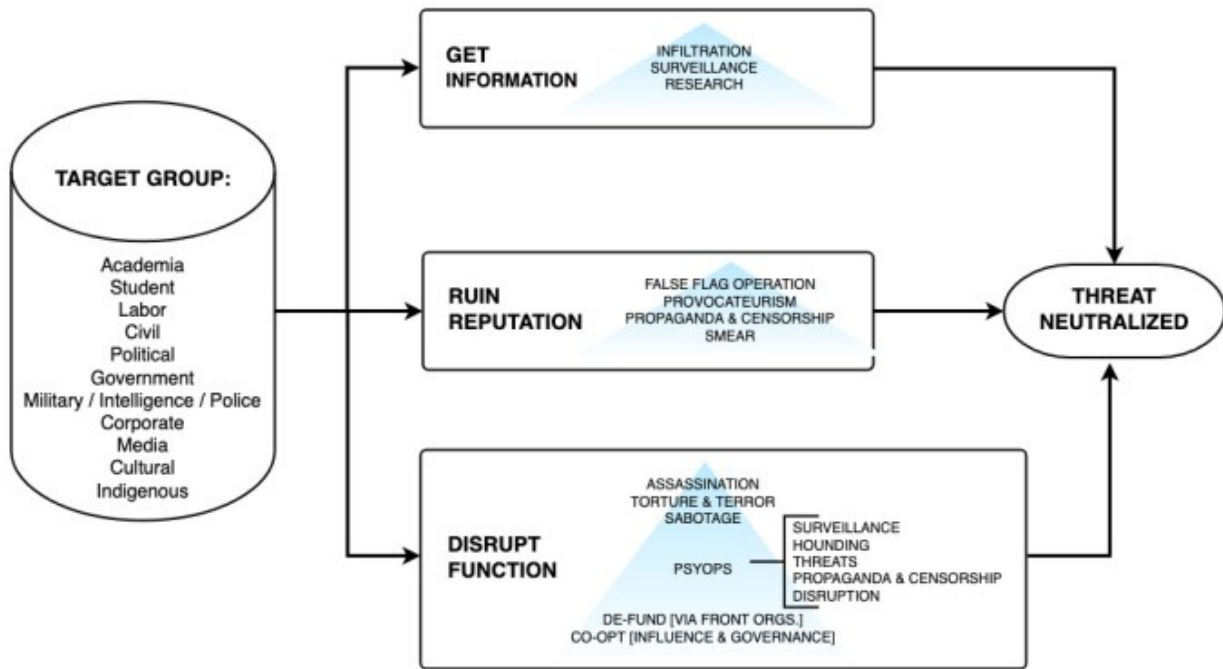 TARGET GROUP:
Academia
Student
Labor
Civil
Political
Government
Military / Intelligence / Police
Corporate
Media
Cultural
Indigenous
GET
INFORMATION
INFILTRATION
SURVEILLANCE
RESEARCH
RUIN
REPUTATION
FALSE FLAG OPERATION
PROVOCATEURISM
PROPAGANDA & CENSORSHIP
SMEAR
DISRUPT
FUNCTION
ASSASSINATION
TORTURE & TERROR
SABOTAGE
PSYOPS
SURVEILLANCE
HOUNDING
THREATS
PROPAGANDA & CENSORSHIP
DISRUPTION
DE-FUND [VIA FRONT ORGS.]
CO-OPT [INFLUENCE & GOVERNANCE]
THREAT
NEUTRALIZED